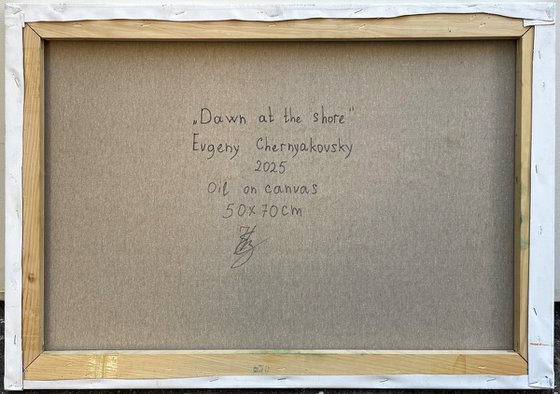 „Dawn at the shore"
Evgeny Chernyakovsky
2025
Oil on canvas
50x70cm